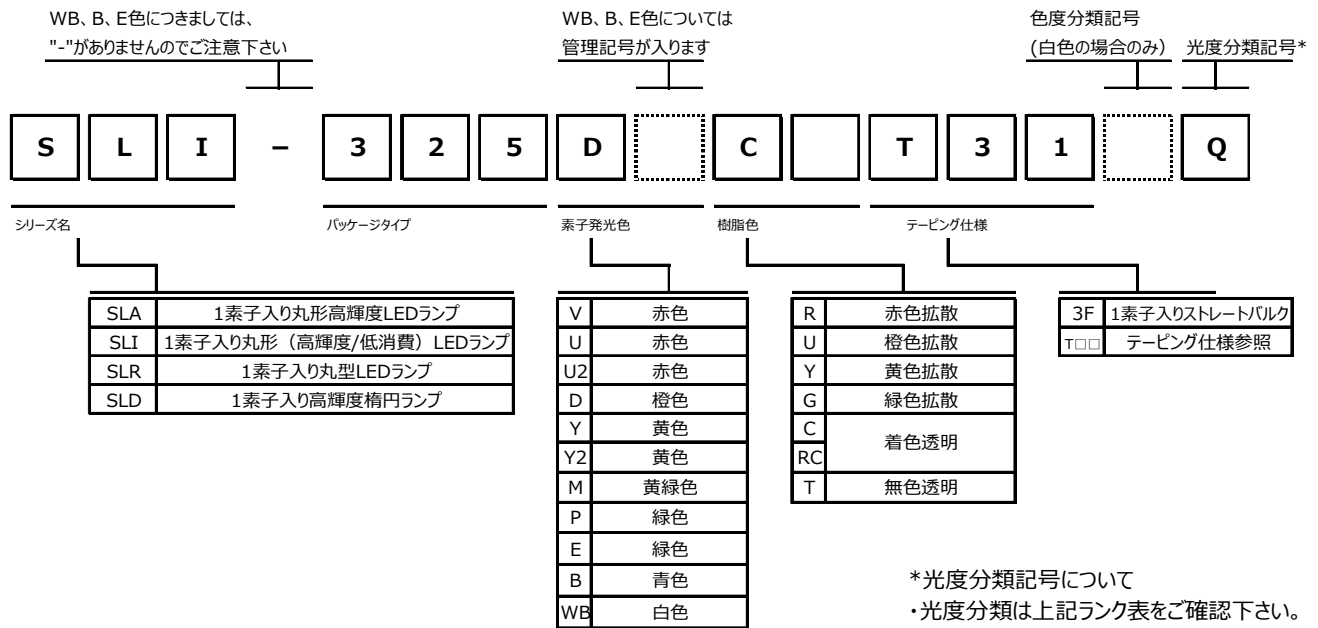 WB、B、E色につきましては、
"-"がありませんのでご注意下さい
WB、B、E色については
管理記号が入ります
色度分類記号
(白色の場合のみ)
光度分類記号*
S L I － 3 2 5 D C T 3 1 Q
シリーズ名
パッケージタイプ
素子発光色
樹脂色
テーピング仕様
SLA 1素子入り丸形高輝度LEDランプ
SLI 1素子入り丸形（高輝度/低消費）LEDランプ
SLR 1素子入り丸型LEDランプ
SLD 1素子入り高輝度楕円ランプ
V 赤色
U 赤色
U2 赤色
D 橙色
Y 黄色
Y2 黄色
M 黄緑色
P 緑色
E 緑色
B 青色
WB 白色
R 赤色拡散
U 橙色拡散
Y 黄色拡散
G 緑色拡散
C 着色透明
RC
T 無色透明
3F 1素子入りストレートバルク
T□□ テーピング仕様参照
*光度分類記号について
・光度分類は上記ランク表をご確認下さい。